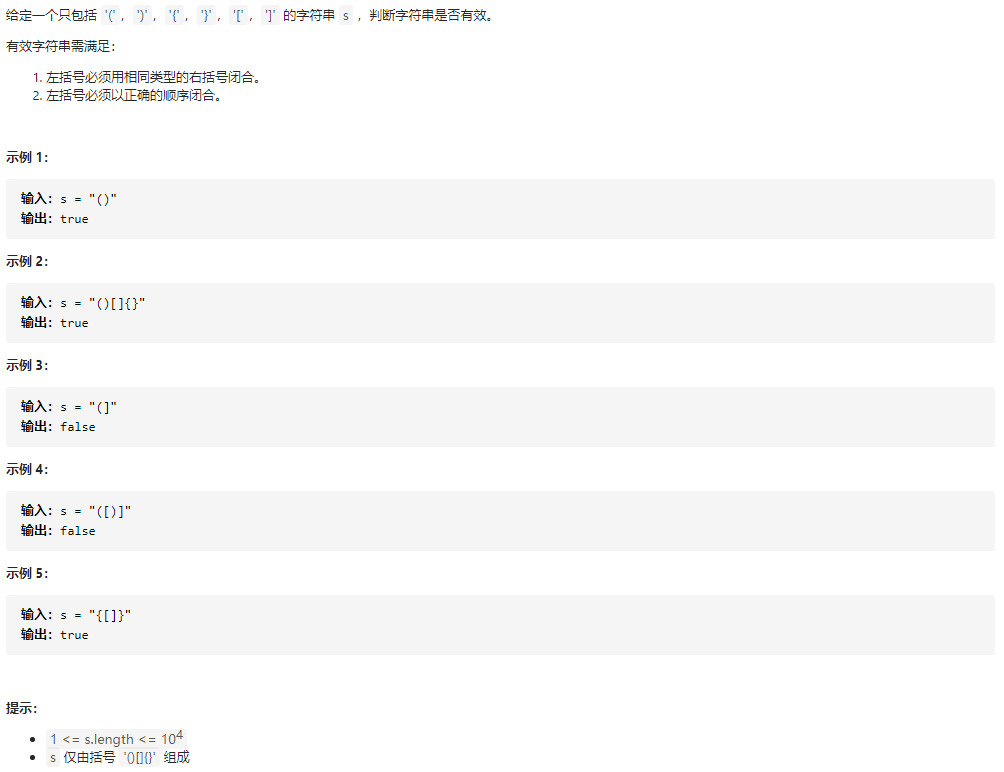 给定一个只包括 '(', ')', '{', '}', '[', ']' 的字符串 s ，判断字符串是否有效。
有效字符串需满足：
1. 左括号必须用相同类型的右括号闭合。
2. 左括号必须以正确的顺序闭合。
示例 1：
输入：s = "()"
输出：true
示例 2：
输入：s = "()[]{}"
输出：true
示例 3：
输入：s = "(]"
输出：false
示例 4：
输入：s = "([)]"
输出：false
示例 5：
输入：s = "{[]}"
输出：true
提示：
• 1 <= s.length <= 10⁴
• s 仅由括号 '()[]{}' 组成